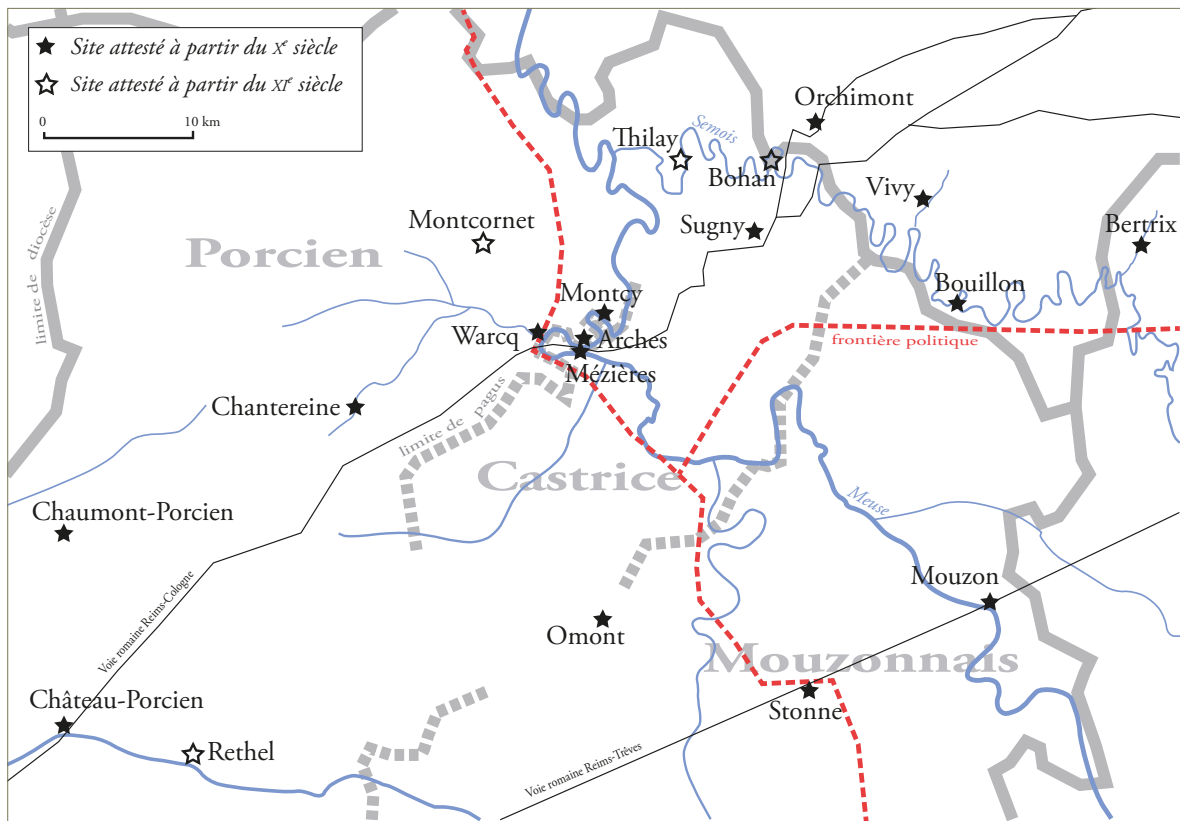 Site attesté à partir du Xe siècle
Site attesté à partir du XIe siècle
0 10 km
Orchimont
Semois
Thilay
Bohan
Vivy
limite de diocèse
Montcornet
Sugny
Bertrix
Porcien
Bouillon
Montcy
Warcq
Arches
frontière politique
Mézières
Chantereine
limite de pagus
Castrice
Meuse
Chaumont-Porcien
Mouzon
Voie romaine Reims-Cologne
Omont
Mouzonnais
Château-Porcien
Stonne
Rethel
Voie romaine Reims-Trêves